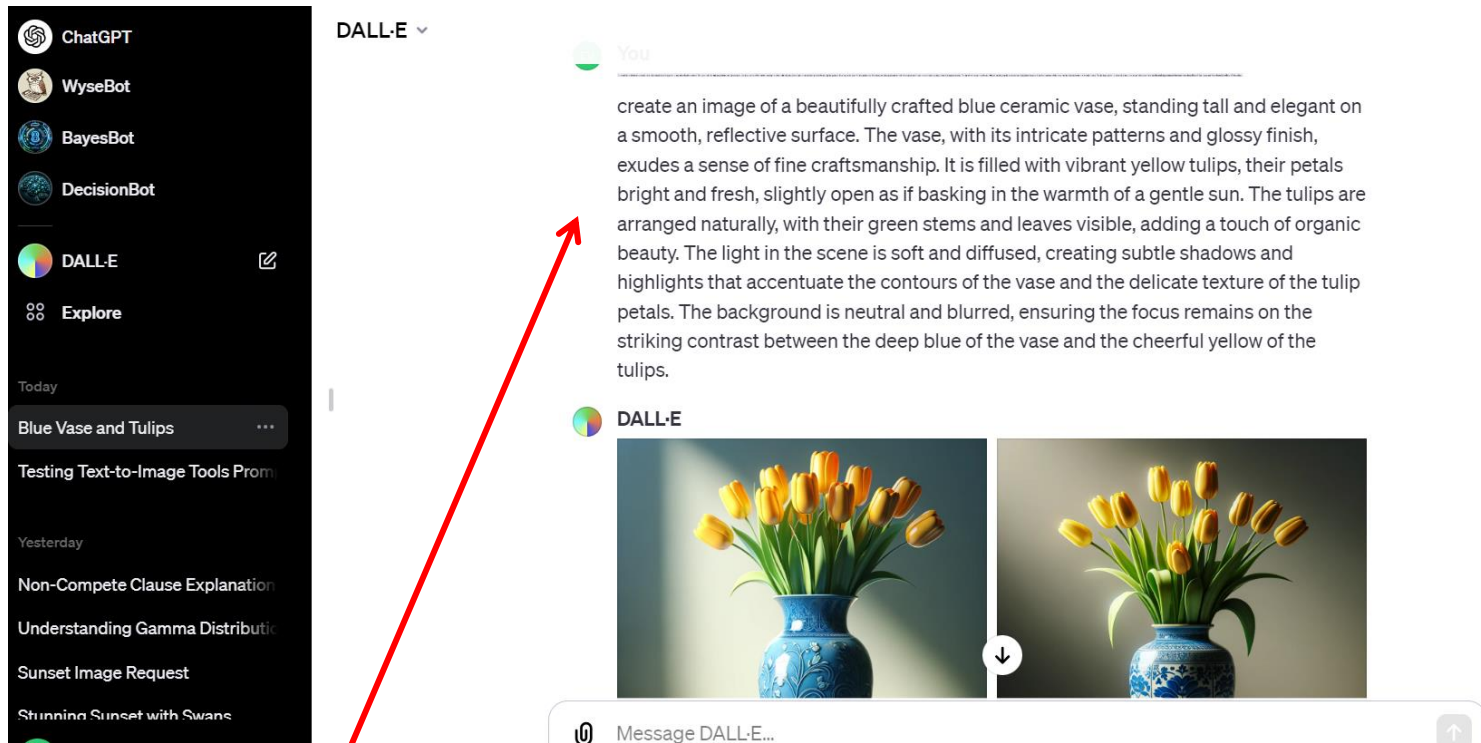 ChatGPT
WyseBot
BayesBot
DecisionBot
DALL·E
Explore
Today
Blue Vase and Tulips
Testing Text-to-Image Tools Prom
Yesterday
Non-Compete Clause Explanation
Understanding Gamma Distributic
Sunset Image Request
Stunning Sunset with Swans
DALL·E
You
create an image of a beautifully crafted blue ceramic vase, standing tall and elegant on
a smooth, reflective surface. The vase, with its intricate patterns and glossy finish,
exudes a sense of fine craftsmanship. It is filled with vibrant yellow tulips, their petals
bright and fresh, slightly open as if basking in the warmth of a gentle sun. The tulips are
arranged naturally, with their green stems and leaves visible, adding a touch of organic
beauty. The light in the scene is soft and diffused, creating subtle shadows and
highlights that accentuate the contours of the vase and the delicate texture of the tulip
petals. The background is neutral and blurred, ensuring the focus remains on the
striking contrast between the deep blue of the vase and the cheerful yellow of the
tulips.
DALL·E
Message DALL·E...